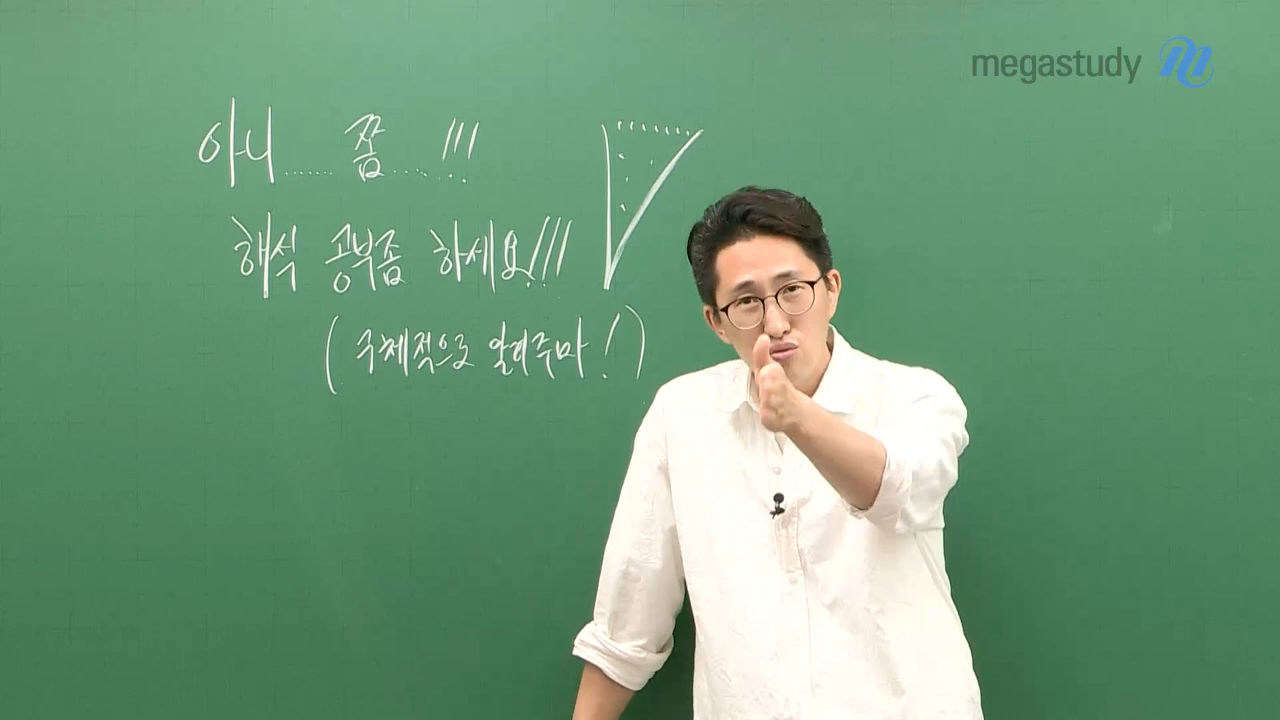 megastudy
아니...... 쫌......!!!
해석 공부좀 하세요!!!
(구체적으로 알려주마!)